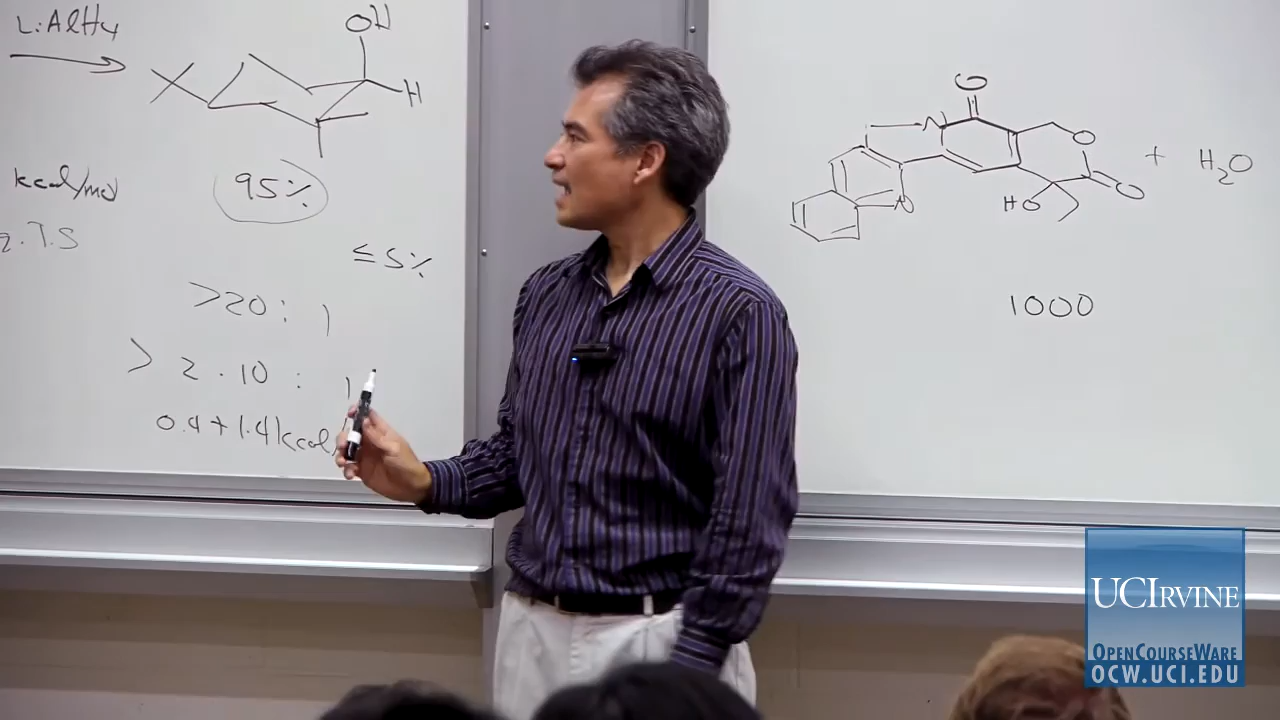 LiAlH4
OH
H
kcal/mol
95%
T.S
≤5%
>20 : 1
> 2 · 10 : 1
0.4 + 1.4 kcal
O
N
O
O
HO
N
+ H2O
1000
UCIRVINE
OPENCOURSEWARE
OCW.UCI.EDU